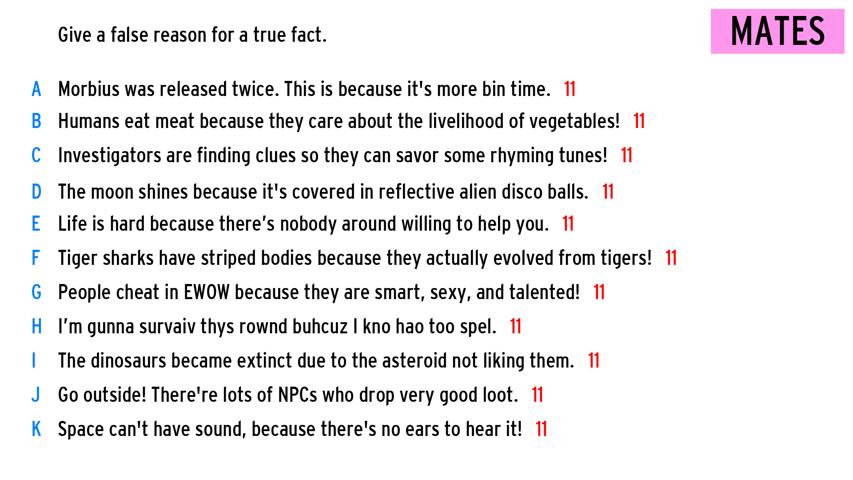 Give a false reason for a true fact.
MATES
A Morbius was released twice. This is because it's more bin time. 11
B Humans eat meat because they care about the livelihood of vegetables! 11
C Investigators are finding clues so they can savor some rhyming tunes! 11
D The moon shines because it's covered in reflective alien disco balls. 11
E Life is hard because there’s nobody around willing to help you. 11
F Tiger sharks have striped bodies because they actually evolved from tigers! 11
G People cheat in EWOW because they are smart, sexy, and talented! 11
H I’m gunna survaiv thys rownd buhcuz I kno hao too spel. 11
I The dinosaurs became extinct due to the asteroid not liking them. 11
J Go outside! There're lots of NPCs who drop very good loot. 11
K Space can't have sound, because there's no ears to hear it! 11